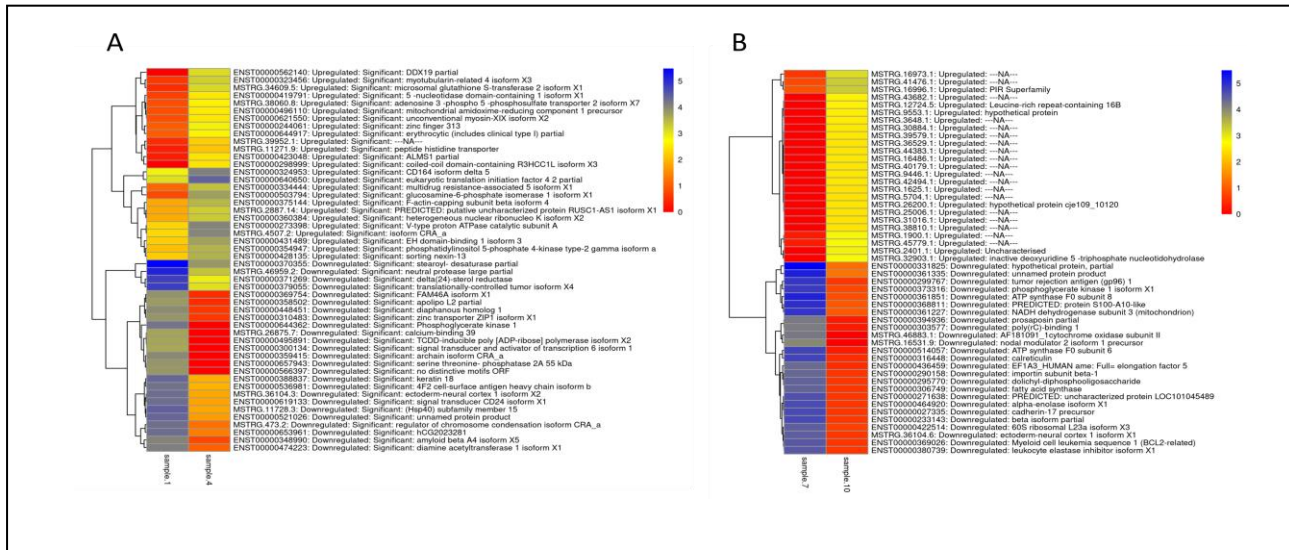 A
ENST00000562140: Upregulated: Significant: DDX19 partial
ENST00000323456: Upregulated: Significant: myotubularin-related 4 isoform X3
MSTRG.34609.5: Upregulated: Significant: microsomal glutathione S-transferase 2 isoform X1
ENST00000419791: Upregulated: Significant: 5 -nucleotidase domain-containing 1 isoform X1
MSTRG.38060.8: Upregulated: Significant: adenosine 3 -phospho 5 -phosphosulfate transporter 2 isoform X7
ENST00000496110: Upregulated: Significant: mitochondrial amidoxime-reducing component 1 precursor
ENST00000621550: Upregulated: Significant: unconventional myosin-XIX isoform X2
ENST00000244061: Upregulated: Significant: zinc finger 313
ENST00000644917: Upregulated: Significant: erythrocytic (includes clinical type I) partial
MSTRG.39952.1: Upregulated: Significant: ---NA---
MSTRG.11271.9: Upregulated: Significant: peptide histidine transporter
ENST00000423048: Upregulated: Significant: ALMS1 partial
ENST00000298999: Upregulated: Significant: coiled-coil domain-containing R3HCC1L isoform X3
ENST00000324953: Upregulated: Significant: CD164 isoform delta 5
ENST00000640650: Upregulated: Significant: eukaryotic translation initiation factor 4 2 partial
ENST00000334444: Upregulated: Significant: multidrug resistance-associated 5 isoform X1
ENST00000503794: Upregulated: Significant: glucosamine-6-phosphate isomerase 1 isoform X1
ENST00000375144: Upregulated: Significant: F-actin-capping subunit beta isoform 4
MSTRG.2887.14: Upregulated: Significant: PREDICTED: putative uncharacterized protein RUSC1-AS1 isoform X1
ENST00000360384: Upregulated: Significant: heterogeneous nuclear ribonucleo K isoform X2
ENST00000273398: Upregulated: Significant: V-type proton ATPase catalytic subunit A
MSTRG.4507.2: Upregulated: Significant: isoform CRA_a
ENST00000431489: Upregulated: Significant: EH domain-binding 1 isoform 3
ENST00000354947: Upregulated: Significant: phosphatidylinositol 5-phosphate 4-kinase type-2 gamma isoform a
ENST00000428135: Upregulated: Significant: sorting nexin-13
ENST00000370355: Downregulated: Significant: stearoyl- desaturase partial
MSTRG.46959.2: Downregulated: Significant: neutral protease large partial
ENST00000371269: Downregulated: Significant: delta(24)-sterol reductase
ENST00000379055: Downregulated: Significant: translationally-controlled tumor isoform X4
ENST00000369754: Downregulated: Significant: FAM46A isoform X1
ENST00000358502: Downregulated: Significant: apolipo L2 partial
ENST00000448451: Downregulated: Significant: diaphanous homolog 1
ENST00000310483: Downregulated: Significant: zinc transporter ZIP1 isoform X1
ENST00000644362: Downregulated: Significant: Phosphoglycerate kinase 1
MSTRG.26875.7: Downregulated: Significant: calcium-binding 39
ENST00000495891: Downregulated: Significant: TCDD-inducible poly [ADP-ribose] polymerase isoform X2
ENST00000300134: Downregulated: Significant: signal transducer and activator of transcription 6 isoform 1
ENST00000359415: Downregulated: Significant: archain isoform CRA_a
ENST00000657943: Downregulated: Significant: serine threonine- phosphatase 2A 55 kDa
ENST00000566397: Downregulated: Significant: no distinctives ORF
ENST00000388837: Downregulated: Significant: keratin 18
ENST00000536981: Downregulated: Significant: 4F2 cell-surface antigen heavy chain isoform b
MSTRG.36104.3: Downregulated: Significant: ectoderm-neural cortex 1 isoform X2
ENST00000619133: Downregulated: Significant: signal transducer CD24 isoform X1
MSTRG.11728.3: Downregulated: Significant: (Hsp40) subfamily member 15
ENST00000521026: Downregulated: Significant: unnamed protein product
MSTRG.473.2: Downregulated: Significant: regulator of chromosome condensation isoform CRA_a
ENST00000653961: Downregulated: Significant: hCG2023281
ENST00000348990: Downregulated: Significant: amyloid beta A4 isoform X5
ENST00000474223: Downregulated: Significant: diamine acetyltransferase 1 isoform X1
sample.1
sample.4
5
4
3
2
1
0
B
MSTRG.16973.1: Upregulated: ---NA---
MSTRG.41476.1: Upregulated: ---NA---
MSTRG.16996.1: Upregulated: PIR Superfamily
MSTRG.43682.1: Upregulated: ---NA---
MSTRG.12724.5: Upregulated: Leucine-rich repeat-containing 16B
MSTRG.9553.1: Upregulated: hypothetical protein
MSTRG.3648.1: Upregulated: ---NA---
MSTRG.30884.1: Upregulated: ---NA---
MSTRG.39579.1: Upregulated: ---NA---
MSTRG.36529.1: Upregulated: ---NA---
MSTRG.44383.1: Upregulated: ---NA---
MSTRG.16486.1: Upregulated: ---NA---
MSTRG.40179.1: Upregulated: ---NA---
MSTRG.9446.1: Upregulated: ---NA---
MSTRG.42494.1: Upregulated: ---NA---
MSTRG.1625.1: Upregulated: ---NA---
MSTRG.5704.1: Upregulated: ---NA---
MSTRG.26200.1: Upregulated: hypothetical protein cje109_10120
MSTRG.25006.1: Upregulated: ---NA---
MSTRG.31016.1: Upregulated: ---NA---
MSTRG.38810.1: Upregulated: ---NA---
MSTRG.1900.1: Upregulated: ---NA---
MSTRG.45779.1: Upregulated: ---NA---
MSTRG.2401.1: Upregulated: Uncharacterised
MSTRG.32903.1: Upregulated: inactive deoxyuridine 5 -triphosphate nucleotidohydrolase
ENST00000331825: Downregulated: hypothetical protein, partial
ENST00000361335: Downregulated: unnamed protein product
ENST00000299767: Downregulated: tumor rejection antigen (gp96) 1
ENST00000373316: Downregulated: phosphoglycerate kinase 1 isoform X1
ENST00000361851: Downregulated: ATP synthase F0 subunit 8
ENST00000368811: Downregulated: PREDICTED: protein S100-A10-like
ENST00000361227: Downregulated: NADH dehydrogenase subunit 3 (mitochondrion)
ENST00000394936: Downregulated: prosaposin partial
ENST00000303577: Downregulated: poly(rC)-binding 1
MSTRG.46883.1: Downregulated: AF181091_1cytochrome oxidase subunit II
MSTRG.16531.9: Downregulated: nodal modulator 2 isoform 1 precursor
ENST00000514057: Downregulated: ATP synthase F0 subunit 6
ENST00000316448: Downregulated: calreticulin
ENST00000436459: Downregulated: EF1A3_HUMAN ame: Full= elongation factor 5
ENST00000290158: Downregulated: importin subunit beta-1
ENST00000295770: Downregulated: dolichyl-diphosphooligosaccharide
ENST00000306749: Downregulated: fatty acid synthase
ENST00000271638: Downregulated: PREDICTED: uncharacterized protein LOC101045489
ENST00000464920: Downregulated: alpha-enolase isoform X1
ENST00000027335: Downregulated: cadherin-17 precursor
ENST00000233143: Downregulated: beta isoform partial
ENST00000422514: Downregulated: 60S ribosomal L23a isoform X3
MSTRG.36104.6: Downregulated: ectoderm-neural cortex 1 isoform X1
ENST00000369026: Downregulated: Myeloid cell leukemia sequence 1 (BCL2-related)
ENST00000380739: Downregulated: leukocyte elastase inhibitor isoform X1
sample.7
sample.10
5
4
3
2
1
0